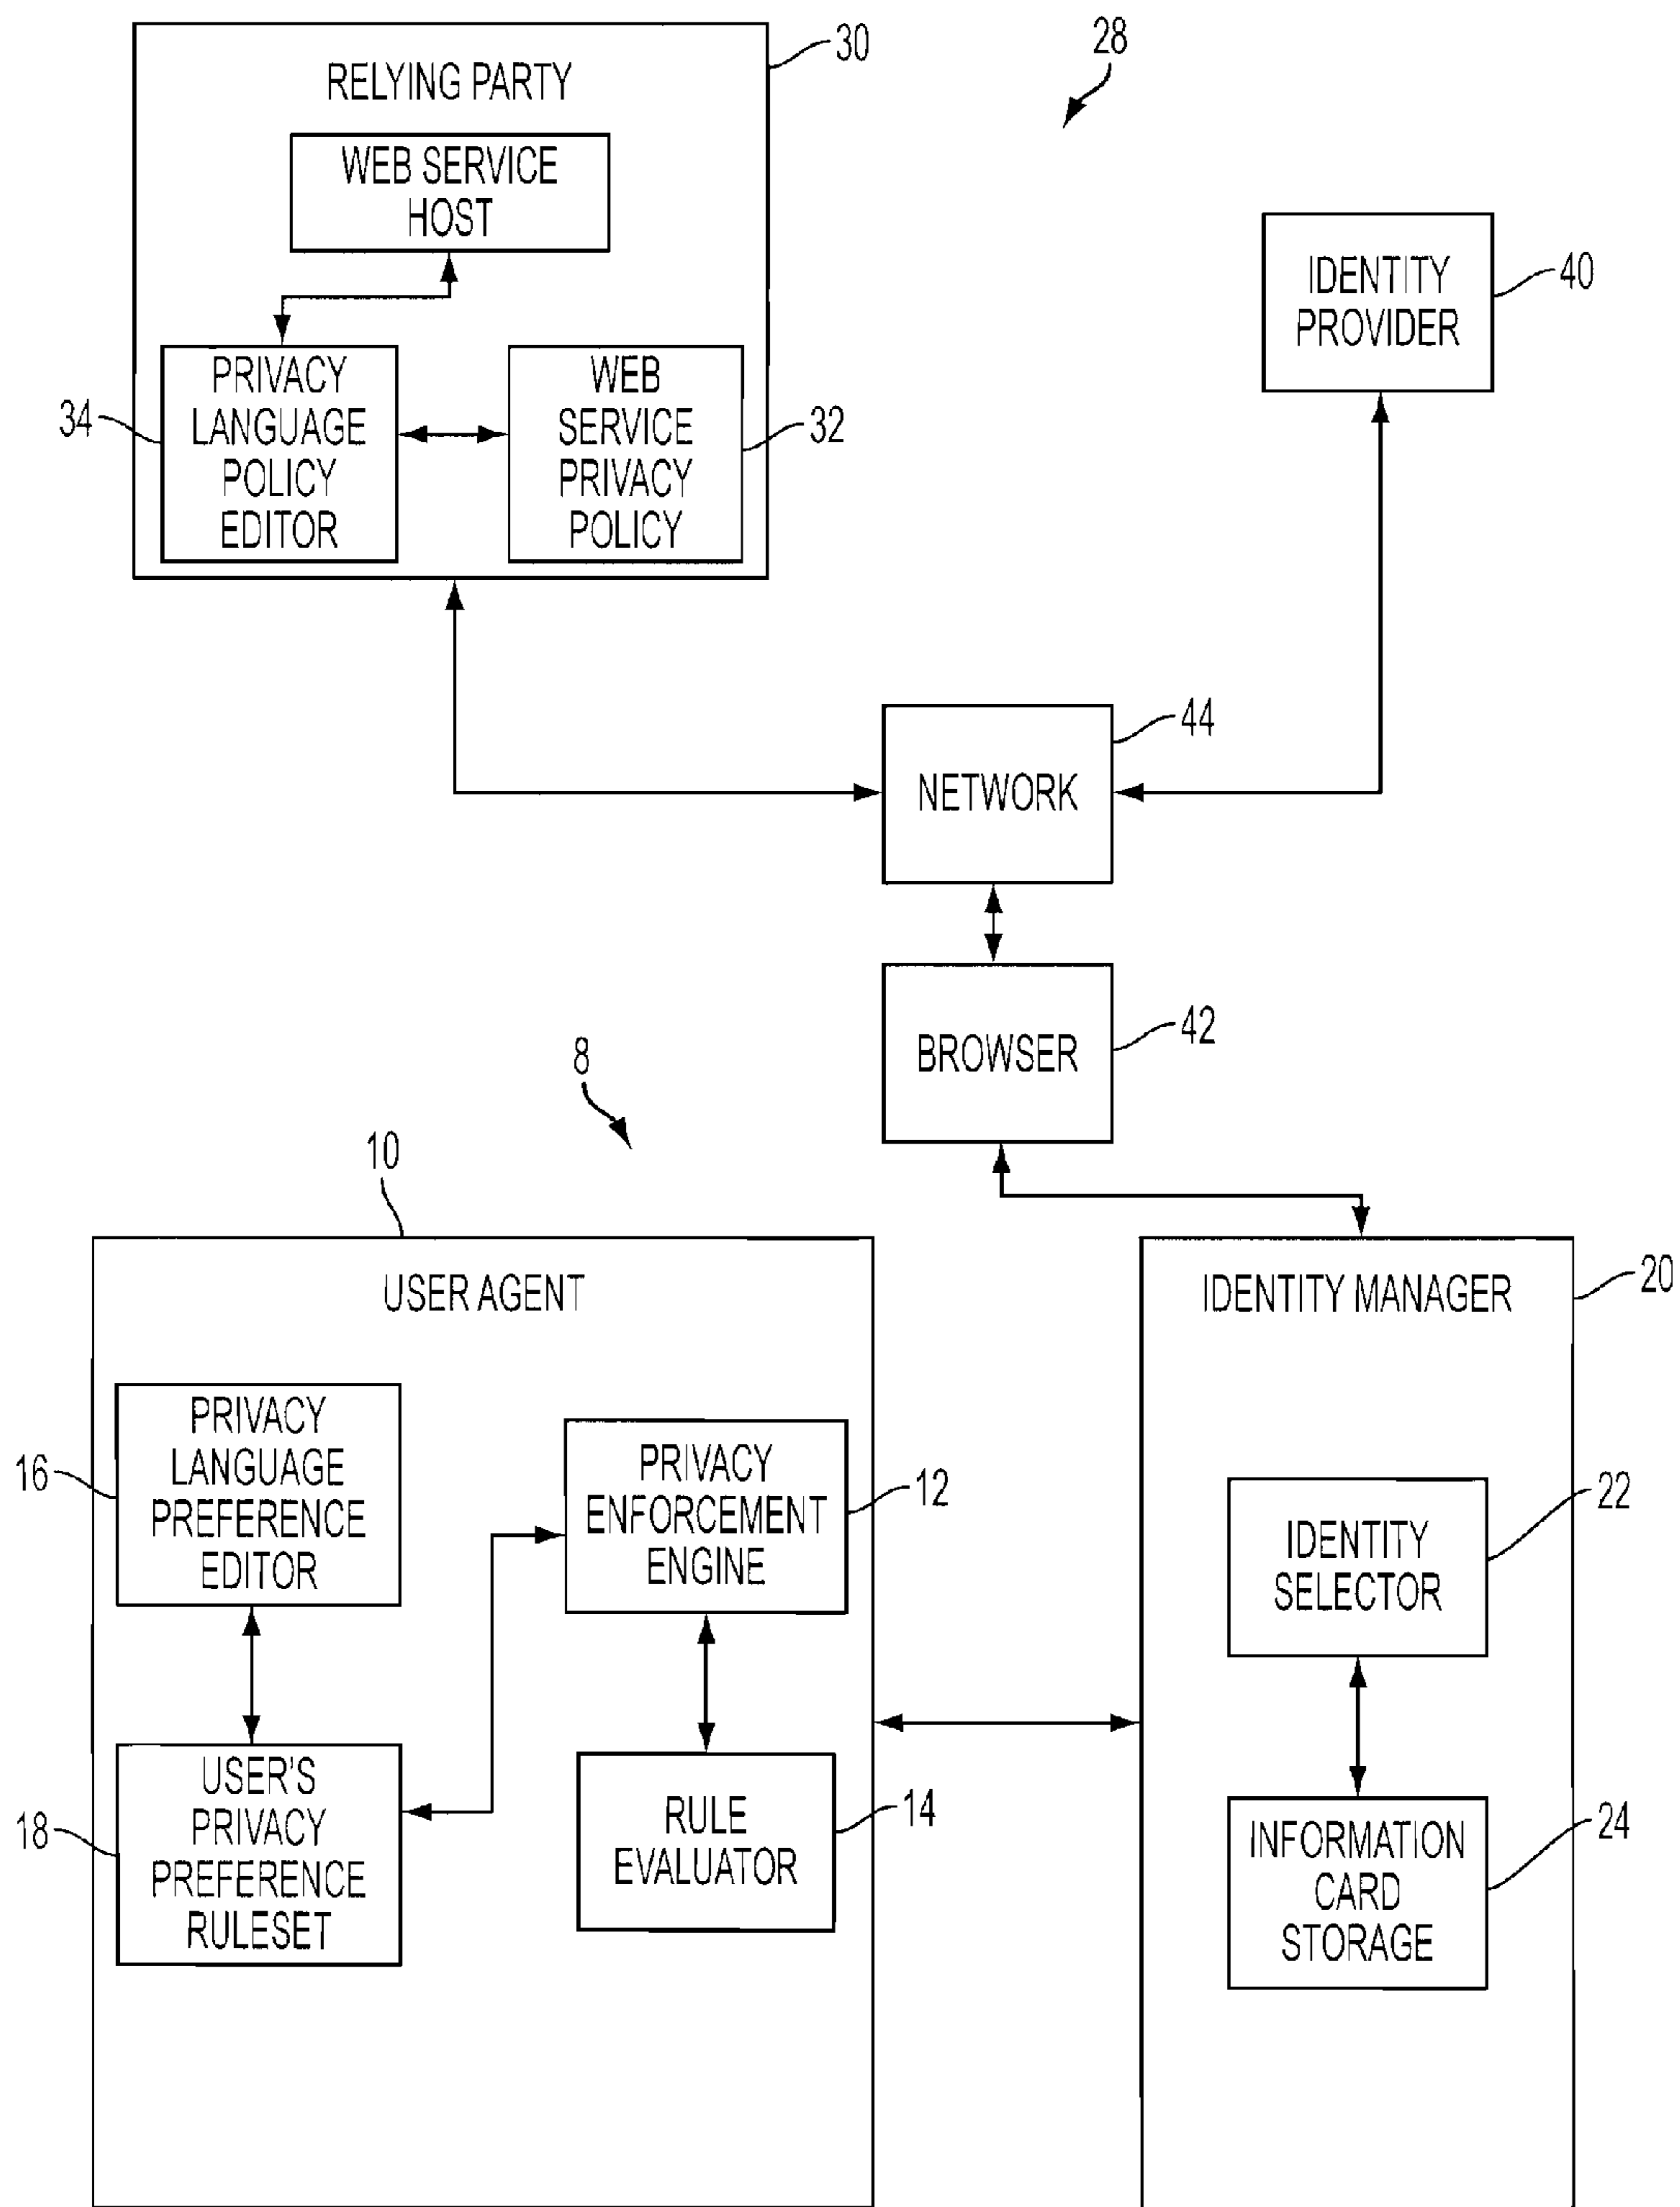 28
30
RELYING PARTY
WEB SERVICE
HOST
34
PRIVACY
LANGUAGE
POLICY
EDITOR
WEB
SERVICE
PRIVACY
POLICY
32
IDENTITY
PROVIDER
40
44
NETWORK
BROWSER
42
8
10
USER AGENT
16
PRIVACY
LANGUAGE
PREFERENCE
EDITOR
PRIVACY
ENFORCEMENT
ENGINE
12
18
USER'S
PRIVACY
PREFERENCE
RULESET
RULE
EVALUATOR
14
IDENTITY MANAGER
20
IDENTITY
SELECTOR
22
INFORMATION
CARD
STORAGE
24